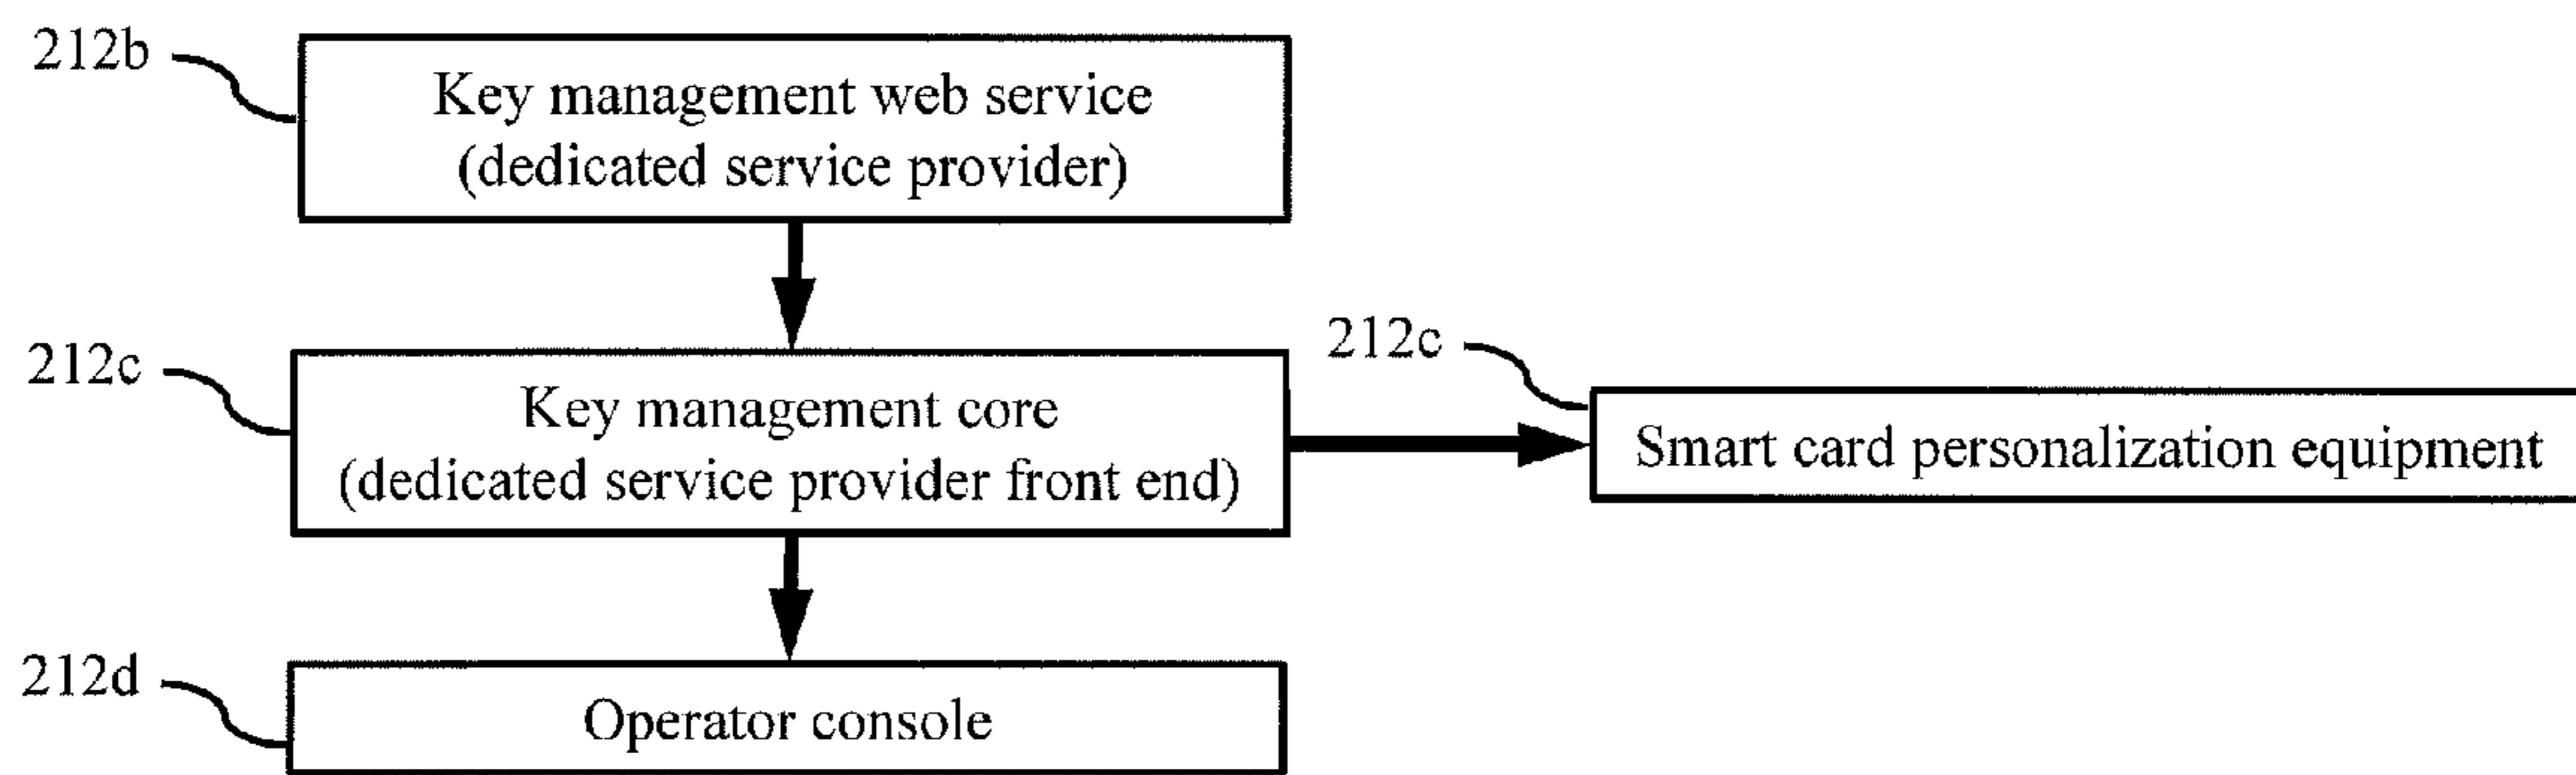 212b
Key management web service
(dedicated service provider)
212c
Key management core
(dedicated service provider front end)
212c
Smart card personalization equipment
212d
Operator console